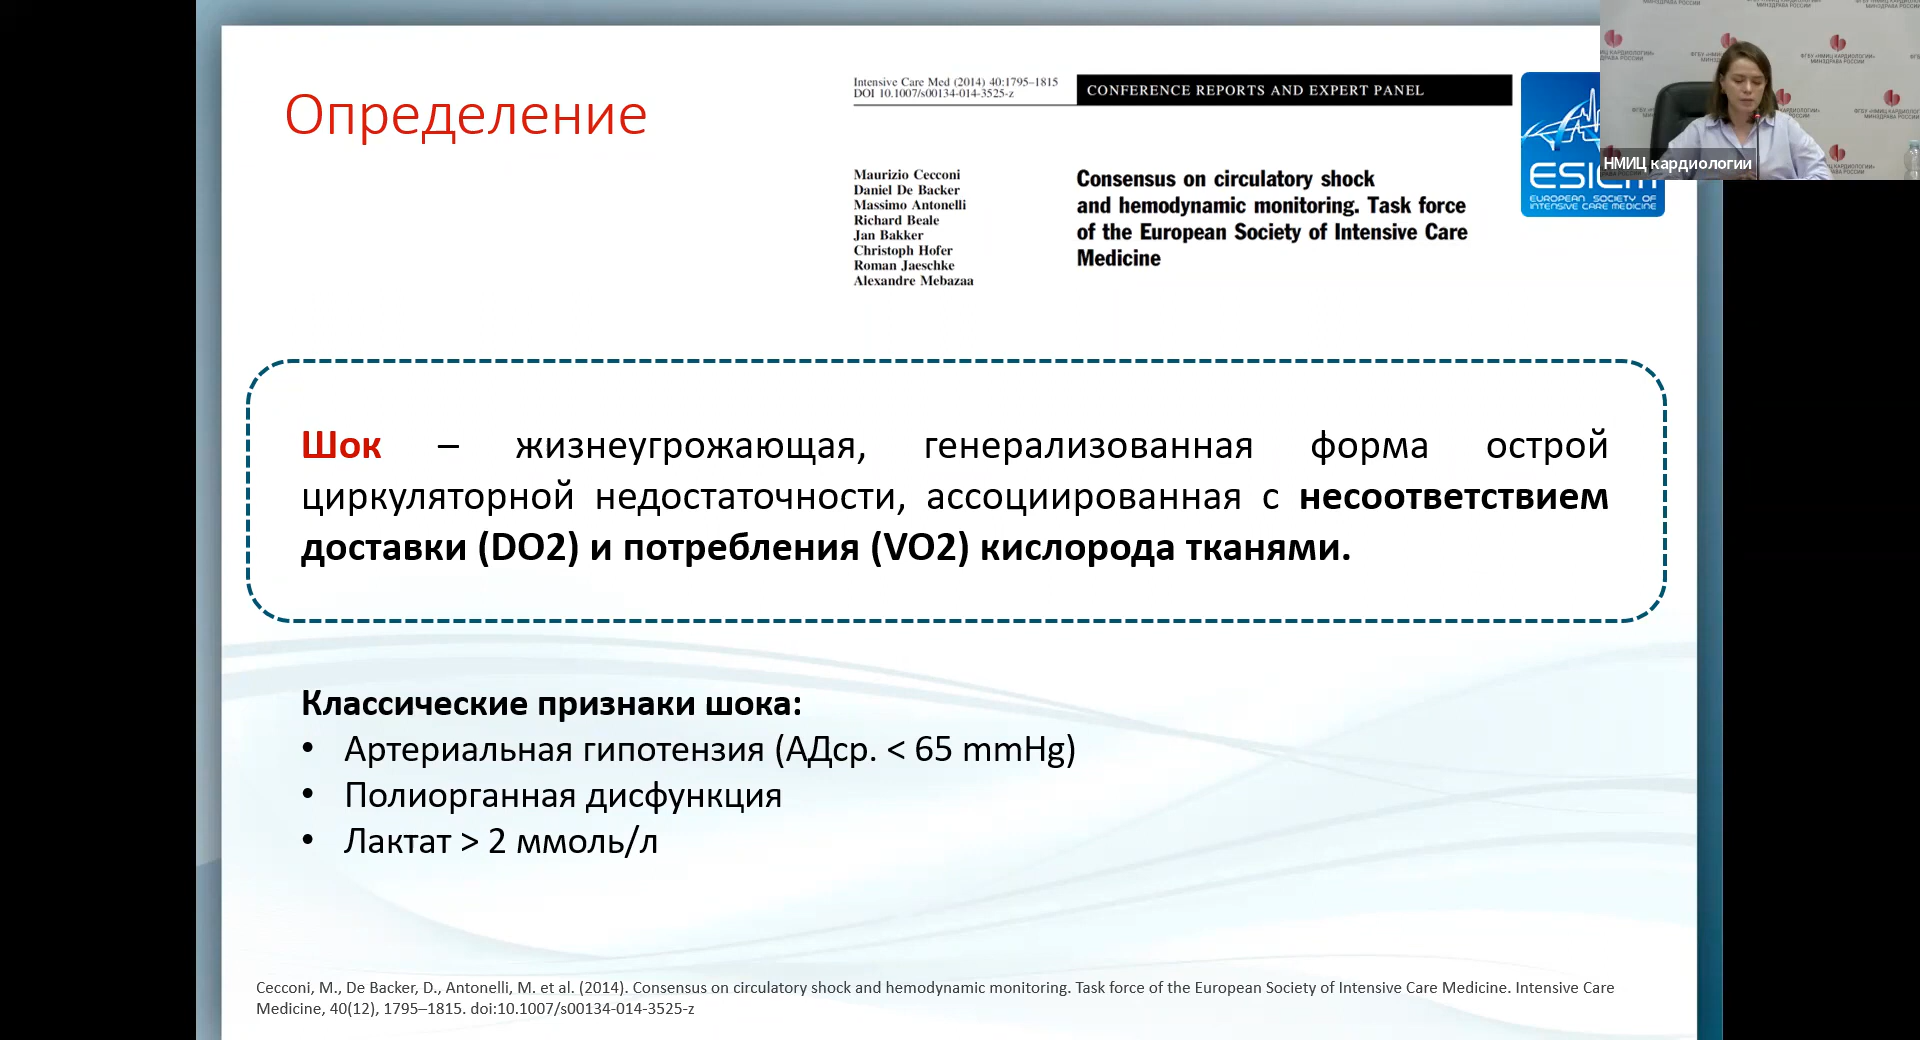 Определение
Intensive Care Med (2014) 40:1795–1815
DOI 10.1007/s00134-014-3525-z
CONFERENCE REPORTS AND EXPERT PANEL
Maurizio Cecconi
Daniel De Backer
Massimo Antonelli
Richard Beale
Jan Bakker
Christoph Hofer
Roman Jaeschke
Alexandre Mebazaa
Consensus on circulatory shock
and hemodynamic monitoring. Task force
of the European Society of Intensive Care
Medicine
EUROPEAN SOCIETY OF
INTENSIVE CARE MEDICINE
НМИЦ кардиологии
Шок – жизнеугрожающая, генерализованная форма острой
циркуляторной недостаточности, ассоциированная с несоответствием
доставки (DO2) и потребления (VO2) кислорода тканями.
Классические признаки шока:
• Артериальная гипотензия (АДср. < 65 mmHg)
• Полиорганная дисфункция
• Лактат > 2 ммоль/л
Cecconi, M., De Backer, D., Antonelli, M. et al. (2014). Consensus on circulatory shock and hemodynamic monitoring. Task force of the European Society of Intensive Care Medicine. Intensive Care
Medicine, 40(12), 1795–1815. doi:10.1007/s00134-014-3525-z